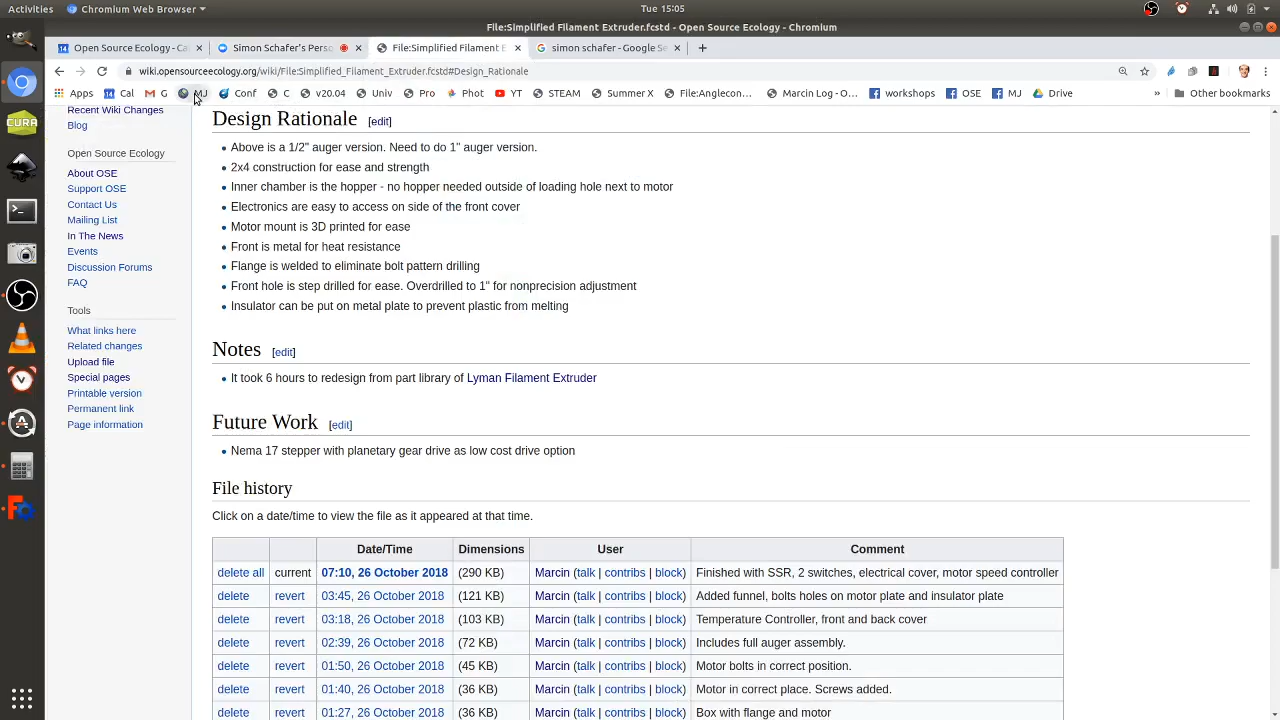 Activities Chromium Web Browser Tue 15:05
File:Simplified Filament Extruder.fcstd - Open Source Ecology - Chromium
Open Source Ecology - Ca Simon Schafer's Perso File:Simplified Filament E simon schafer - Google Se
wiki.opensourceecology.org/wiki/File:Simplified_Filament_Extruder.fcstd#Design_Rationale
Apps Cal G MJ Conf C v20.04 Univ Pro Phot YT STEAM Summer X File:Anglecon... Marcin Log - O... workshops OSE MJ Drive » Other bookmarks
Recent Wiki Changes
Blog
Open Source Ecology
About OSE
Support OSE
Contact Us
Mailing List
In The News
Events
Discussion Forums
FAQ
Tools
What links here
Related changes
Upload file
Special pages
Printable version
Permanent link
Page information
Design Rationale [edit]
Above is a 1/2" auger version. Need to do 1" auger version.
2x4 construction for ease and strength
Inner chamber is the hopper - no hopper needed outside of loading hole next to motor
Electronics are easy to access on side of the front cover
Motor mount is 3D printed for ease
Front is metal for heat resistance
Flange is welded to eliminate bolt pattern drilling
Front hole is step drilled for ease. Overdrilled to 1" for nonprecision adjustment
Insulator can be put on metal plate to prevent plastic from melting
Notes [edit]
It took 6 hours to redesign from part library of Lyman Filament Extruder
Future Work [edit]
Nema 17 stepper with planetary gear drive as low cost drive option
File history
Click on a date/time to view the file as it appeared at that time.
Date/Time Dimensions User Comment
delete all current 07:10, 26 October 2018 (290 KB) Marcin (talk | contribs | block) Finished with SSR, 2 switches, electrical cover, motor speed controller
delete revert 03:45, 26 October 2018 (121 KB) Marcin (talk | contribs | block) Added funnel, bolts holes on motor plate and insulator plate
delete revert 03:18, 26 October 2018 (103 KB) Marcin (talk | contribs | block) Temperature Controller, front and back cover
delete revert 02:39, 26 October 2018 (72 KB) Marcin (talk | contribs | block) Includes full auger assembly.
delete revert 01:50, 26 October 2018 (45 KB) Marcin (talk | contribs | block) Motor bolts in correct position.
delete revert 01:40, 26 October 2018 (36 KB) Marcin (talk | contribs | block) Motor in correct place. Screws added.
delete revert 01:27, 26 October 2018 (36 KB) Marcin (talk | contribs | block) Box with flange and motor
CURA